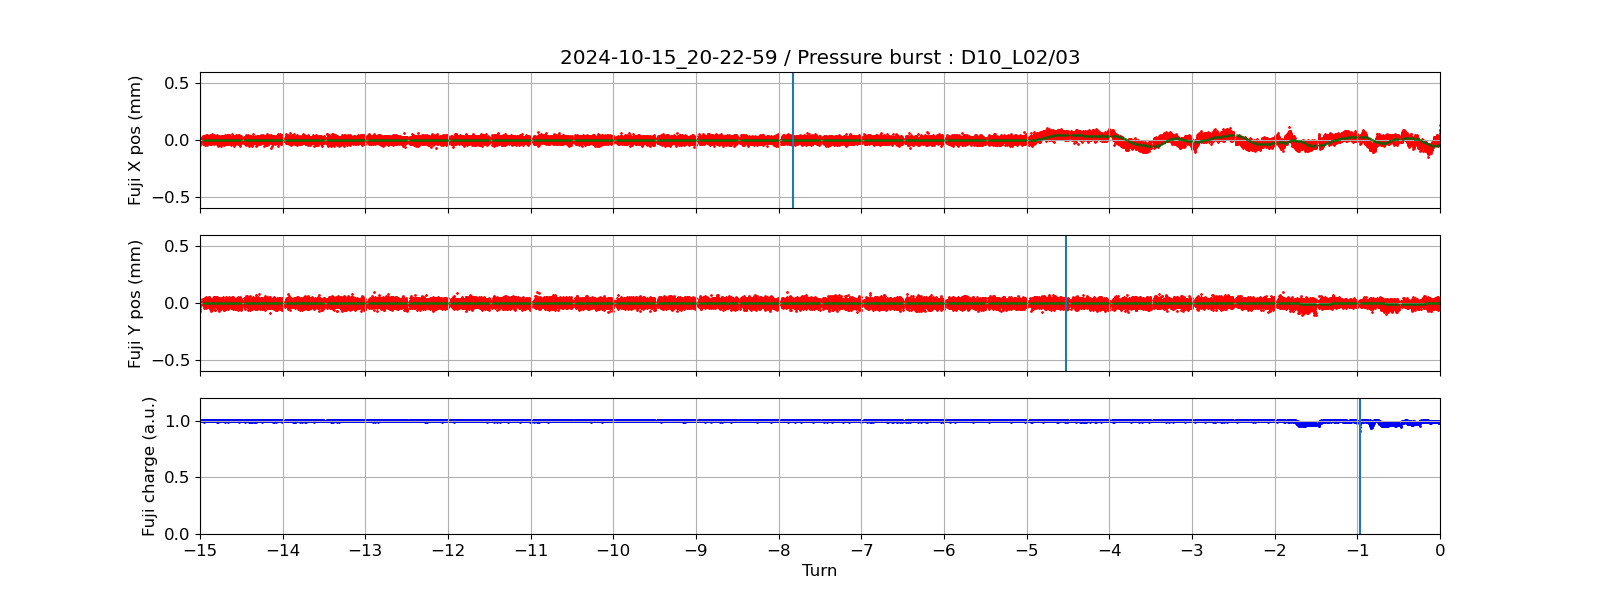 2024-10-15_20-22-59 / Pressure burst : D10_L02/03
Fuji X pos (mm)
0.5
0.0
−0.5
Fuji Y pos (mm)
0.5
0.0
−0.5
Fuji charge (a.u.)
1.0
0.5
0.0
−15 −14 −13 −12 −11 −10 −9 −8 −7 −6 −5 −4 −3 −2 −1 0
Turn